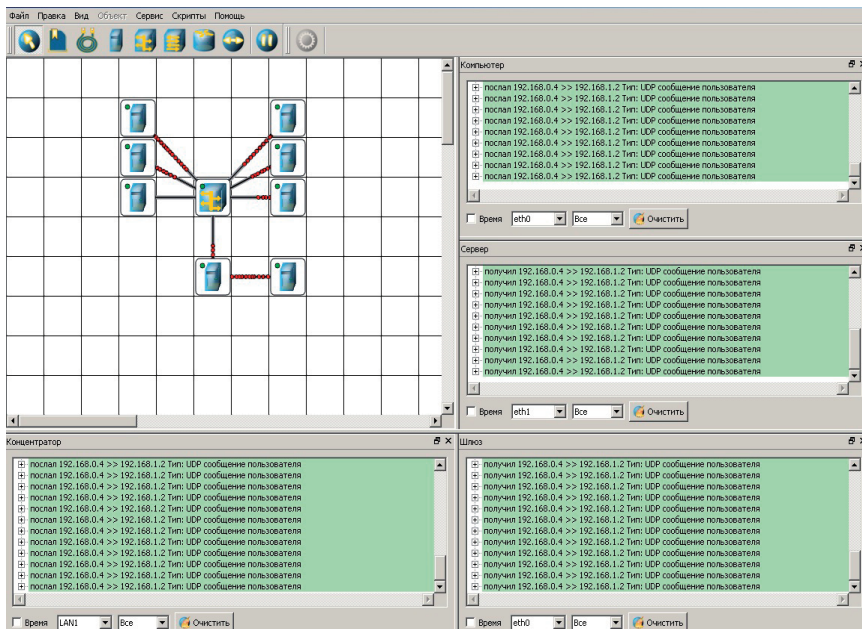 Файл Правка Вид Объект Сервис Скрипты Помощь
Компьютер
послал 192.168.0.4 >> 192.168.1.2 Тип: UDP сообщение пользователя
послал 192.168.0.4 >> 192.168.1.2 Тип: UDP сообщение пользователя
послал 192.168.0.4 >> 192.168.1.2 Тип: UDP сообщение пользователя
послал 192.168.0.4 >> 192.168.1.2 Тип: UDP сообщение пользователя
послал 192.168.0.4 >> 192.168.1.2 Тип: UDP сообщение пользователя
послал 192.168.0.4 >> 192.168.1.2 Тип: UDP сообщение пользователя
послал 192.168.0.4 >> 192.168.1.2 Тип: UDP сообщение пользователя
послал 192.168.0.4 >> 192.168.1.2 Тип: UDP сообщение пользователя
послал 192.168.0.4 >> 192.168.1.2 Тип: UDP сообщение пользователя
Время eth0 Все Очистить
Сервер
получил 192.168.0.4 >> 192.168.1.2 Тип: UDP сообщение пользователя
получил 192.168.0.4 >> 192.168.1.2 Тип: UDP сообщение пользователя
получил 192.168.0.4 >> 192.168.1.2 Тип: UDP сообщение пользователя
получил 192.168.0.4 >> 192.168.1.2 Тип: UDP сообщение пользователя
получил 192.168.0.4 >> 192.168.1.2 Тип: UDP сообщение пользователя
получил 192.168.0.4 >> 192.168.1.2 Тип: UDP сообщение пользователя
получил 192.168.0.4 >> 192.168.1.2 Тип: UDP сообщение пользователя
получил 192.168.0.4 >> 192.168.1.2 Тип: UDP сообщение пользователя
получил 192.168.0.4 >> 192.168.1.2 Тип: UDP сообщение пользователя
получил 192.168.0.4 >> 192.168.1.2 Тип: UDP сообщение пользователя
Время eth1 Все Очистить
Концентратор
послал 192.168.0.4 >> 192.168.1.2 Тип: UDP сообщение пользователя
послал 192.168.0.4 >> 192.168.1.2 Тип: UDP сообщение пользователя
послал 192.168.0.4 >> 192.168.1.2 Тип: UDP сообщение пользователя
послал 192.168.0.4 >> 192.168.1.2 Тип: UDP сообщение пользователя
послал 192.168.0.4 >> 192.168.1.2 Тип: UDP сообщение пользователя
послал 192.168.0.4 >> 192.168.1.2 Тип: UDP сообщение пользователя
послал 192.168.0.4 >> 192.168.1.2 Тип: UDP сообщение пользователя
послал 192.168.0.4 >> 192.168.1.2 Тип: UDP сообщение пользователя
послал 192.168.0.4 >> 192.168.1.2 Тип: UDP сообщение пользователя
послал 192.168.0.4 >> 192.168.1.2 Тип: UDP сообщение пользователя
послал 192.168.0.4 >> 192.168.1.2 Тип: UDP сообщение пользователя
послал 192.168.0.4 >> 192.168.1.2 Тип: UDP сообщение пользователя
Время LAN1 Все Очистить
Шлюз
получил 192.168.0.4 >> 192.168.1.2 Тип: UDP сообщение пользователя
получил 192.168.0.4 >> 192.168.1.2 Тип: UDP сообщение пользователя
получил 192.168.0.4 >> 192.168.1.2 Тип: UDP сообщение пользователя
получил 192.168.0.4 >> 192.168.1.2 Тип: UDP сообщение пользователя
получил 192.168.0.4 >> 192.168.1.2 Тип: UDP сообщение пользователя
получил 192.168.0.4 >> 192.168.1.2 Тип: UDP сообщение пользователя
получил 192.168.0.4 >> 192.168.1.2 Тип: UDP сообщение пользователя
получил 192.168.0.4 >> 192.168.1.2 Тип: UDP сообщение пользователя
получил 192.168.0.4 >> 192.168.1.2 Тип: UDP сообщение пользователя
получил 192.168.0.4 >> 192.168.1.2 Тип: UDP сообщение пользователя
получил 192.168.0.4 >> 192.168.1.2 Тип: UDP сообщение пользователя
получил 192.168.0.4 >> 192.168.1.2 Тип: UDP сообщение пользователя
Время eth0 Все Очистить